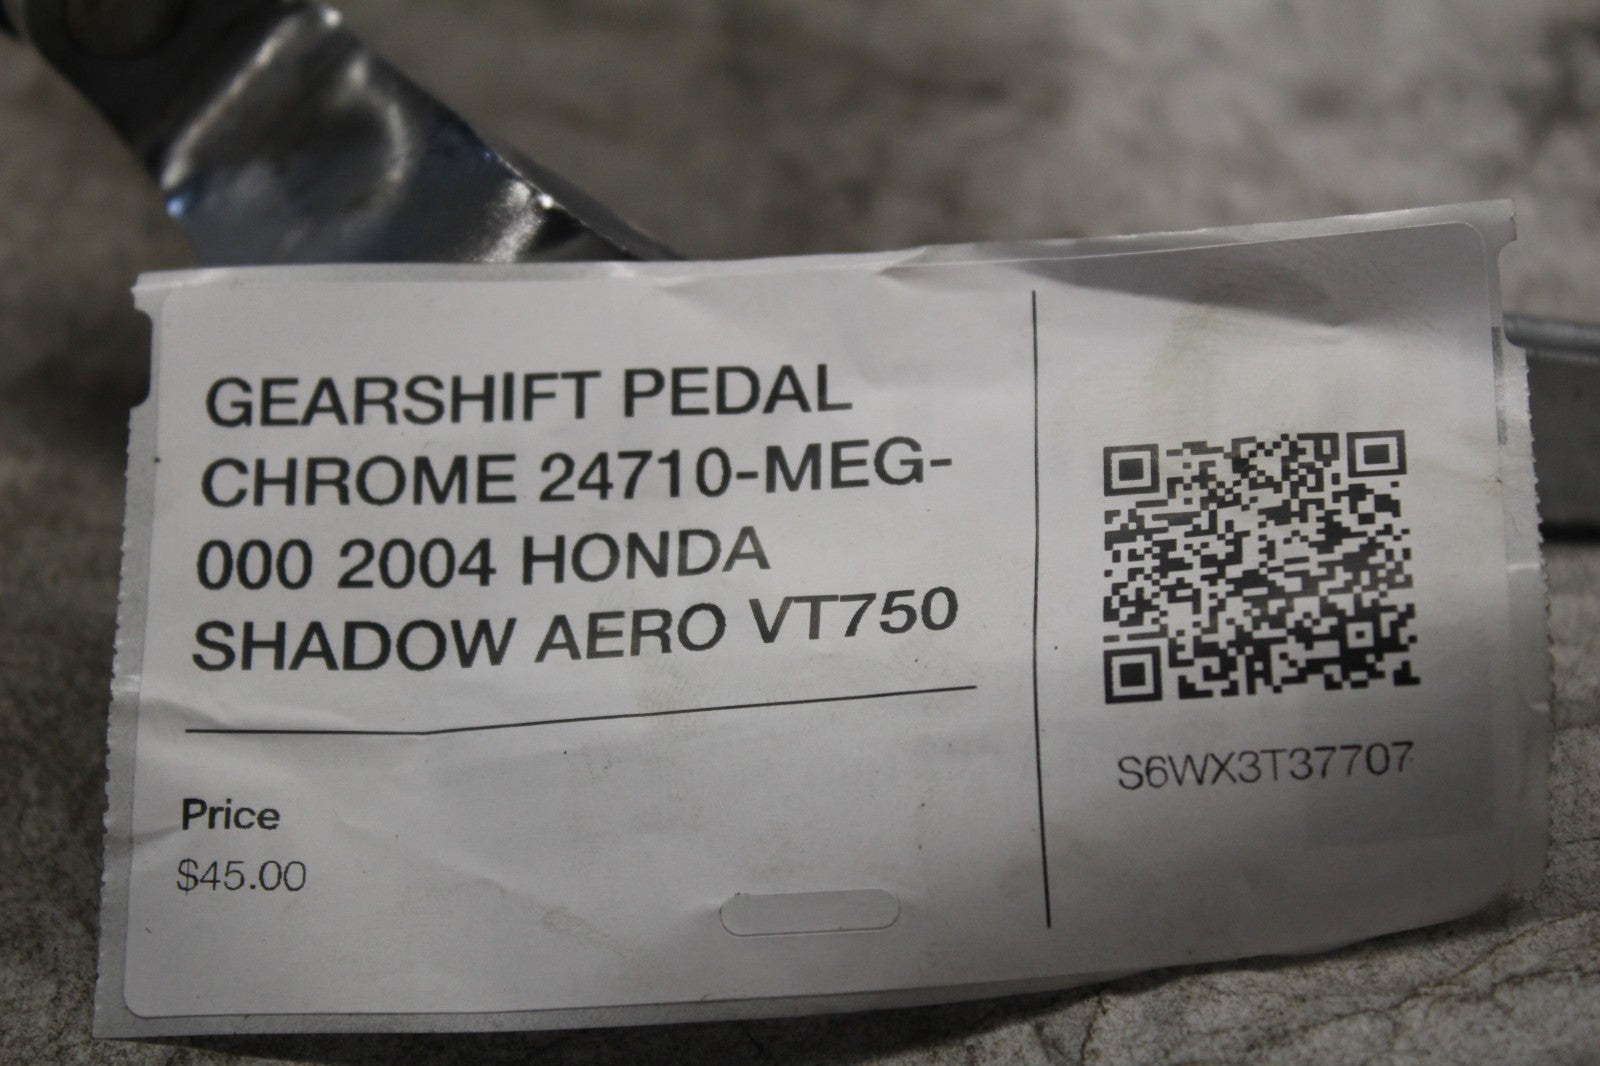 GEARSHIFT PEDAL
CHROME 24710-MEG-
000 2004 HONDA
SHADOW AERO VT750
Price
$45.00
S6WX3T37707